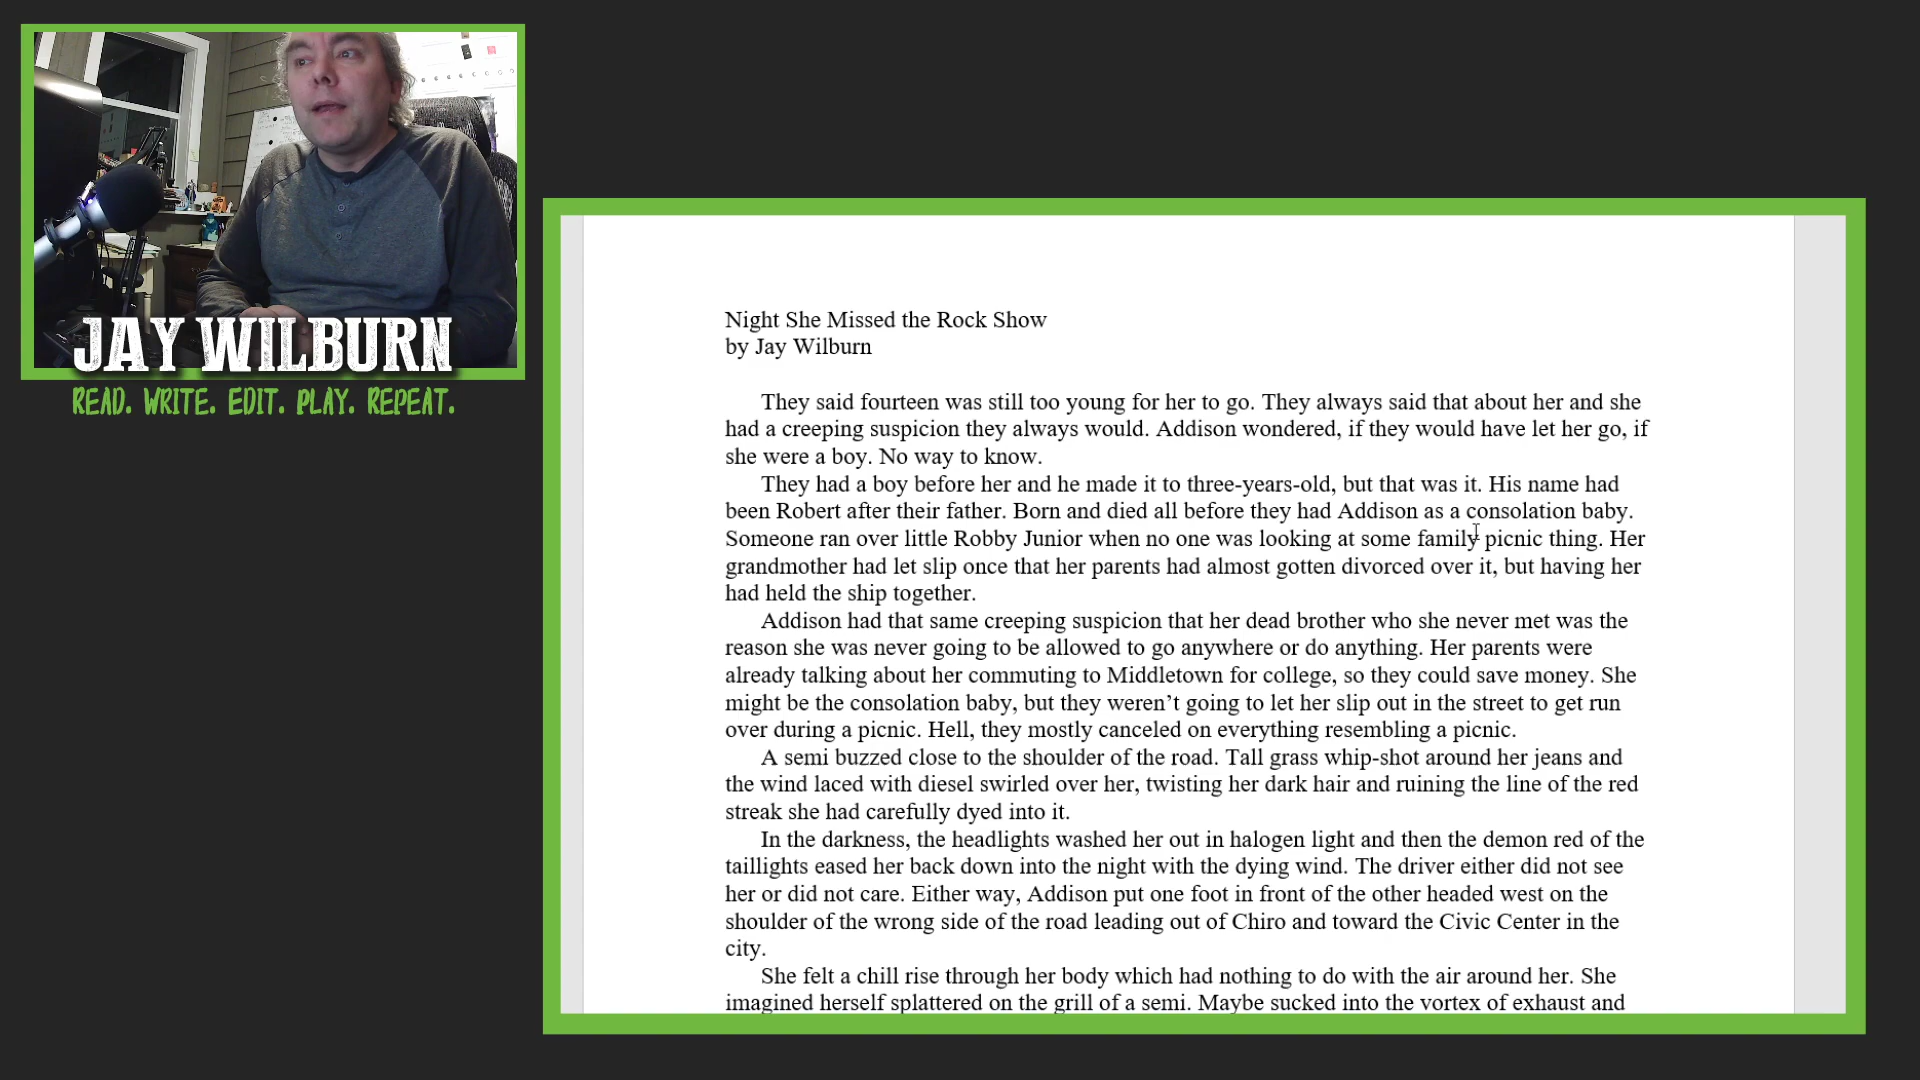 JAY WILBURN
READ. WRITE. EDIT. PLAY. REPEAT.
Night She Missed the Rock Show
by Jay Wilburn
They said fourteen was still too young for her to go. They always said that about her and she
had a creeping suspicion they always would. Addison wondered, if they would have let her go, if
she were a boy. No way to know.
They had a boy before her and he made it to three-years-old, but that was it. His name had
been Robert after their father. Born and died all before they had Addison as a consolation baby.
Someone ran over little Robby Junior when no one was looking at some family picnic thing. Her
grandmother had let slip once that her parents had almost gotten divorced over it, but having her
had held the ship together.
Addison had that same creeping suspicion that her dead brother who she never met was the
reason she was never going to be allowed to go anywhere or do anything. Her parents were
already talking about her commuting to Middletown for college, so they could save money. She
might be the consolation baby, but they weren’t going to let her slip out in the street to get run
over during a picnic. Hell, they mostly canceled on everything resembling a picnic.
A semi buzzed close to the shoulder of the road. Tall grass whip-shot around her jeans and
the wind laced with diesel swirled over her, twisting her dark hair and ruining the line of the red
streak she had carefully dyed into it.
In the darkness, the headlights washed her out in halogen light and then the demon red of the
taillights eased her back down into the night with the dying wind. The driver either did not see
her or did not care. Either way, Addison put one foot in front of the other headed west on the
shoulder of the wrong side of the road leading out of Chiro and toward the Civic Center in the
city.
She felt a chill rise through her body which had nothing to do with the air around her. She
imagined herself splattered on the grill of a semi. Maybe sucked into the vortex of exhaust and